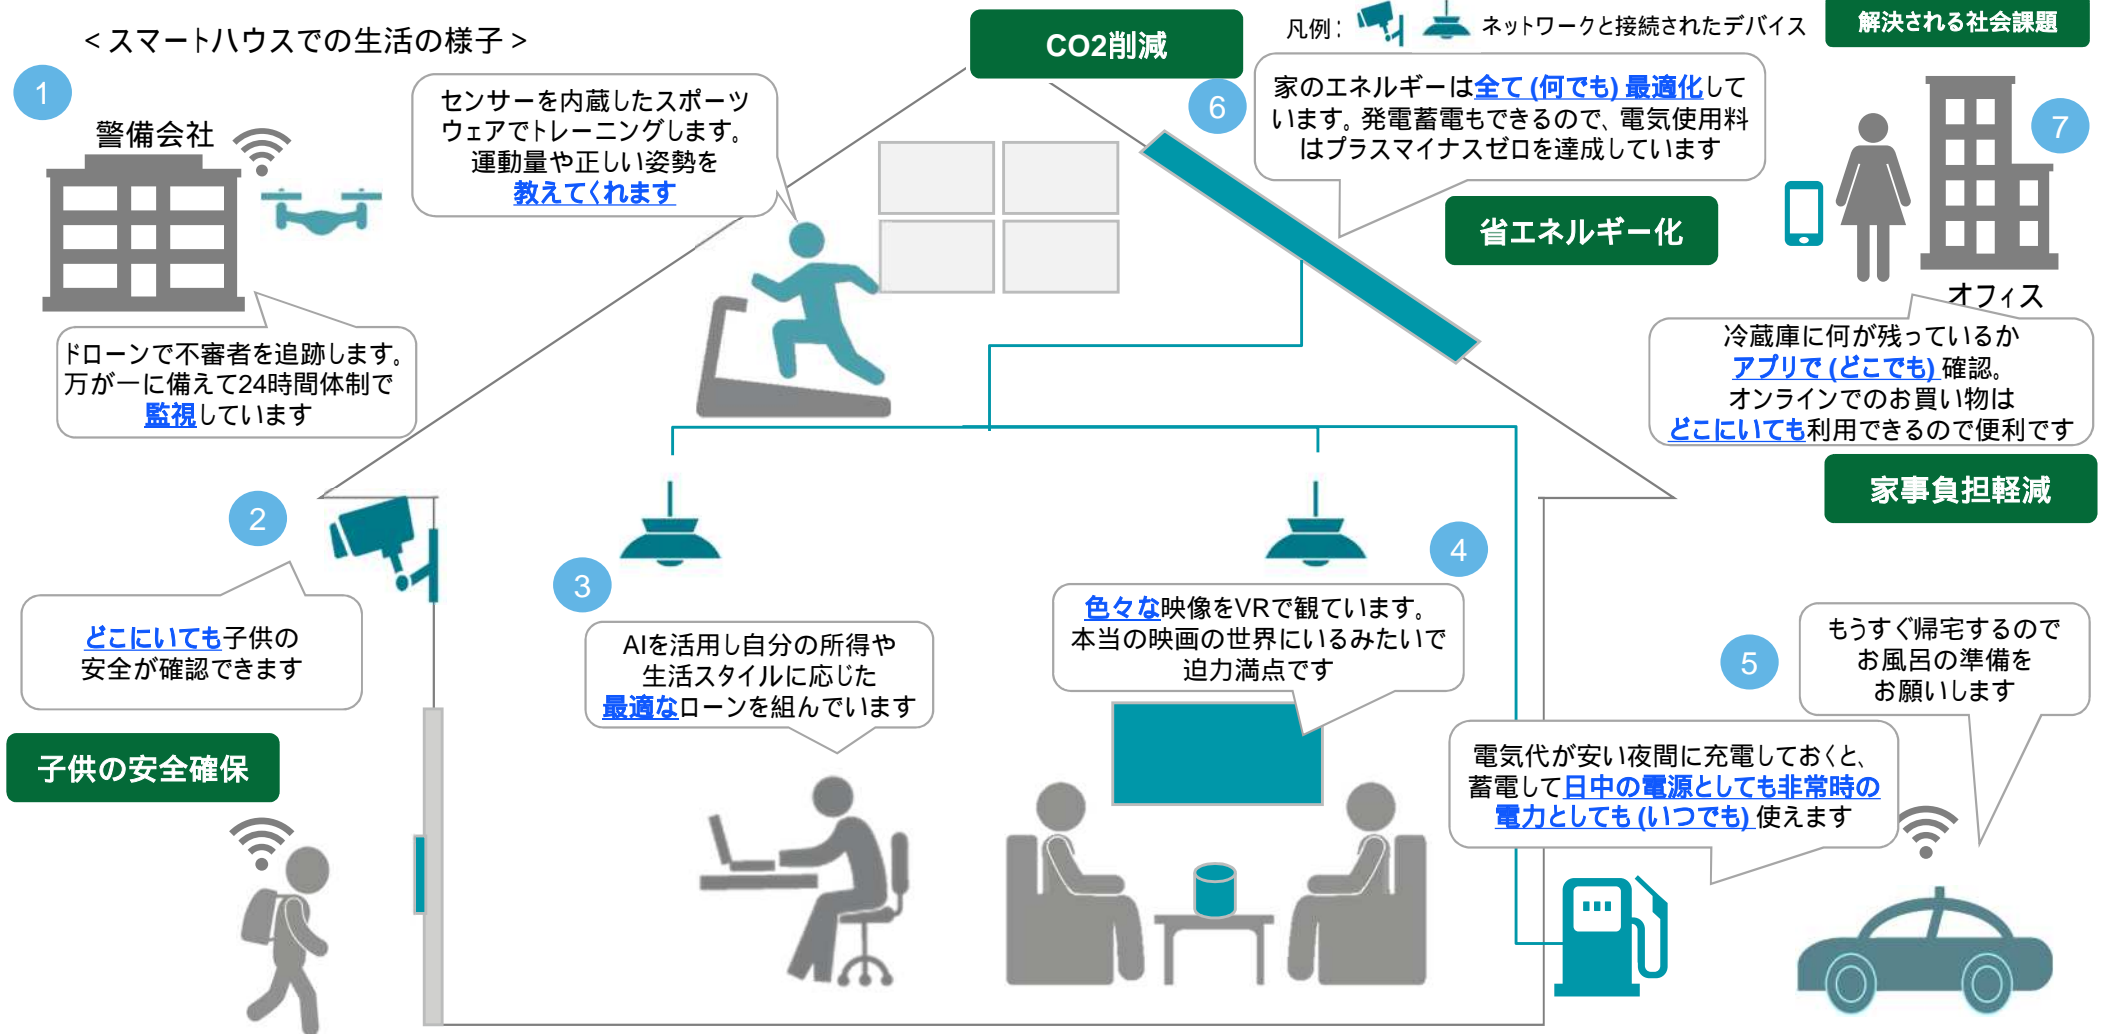 ＜スマートハウスでの生活の様子＞
CO2削減
凡例：
ネットワークと接続されたデバイス
解決される社会課題
1
警備会社
ドローンで不審者を追跡します。
万が一に備えて24時間体制で
監視しています
センサーを内蔵したスポーツ
ウェアでトレーニングします。
運動量や正しい姿勢を
教えてくれます
6
家のエネルギーは全て (何でも) 最適化して
います。発電蓄電もできるので、電気使用料
はプラスマイナスゼロを達成しています
省エネルギー化
7
オフィス
冷蔵庫に何が残っているか
アプリで (どこでも) 確認。
オンラインでのお買い物は
どこにいても利用できるので便利です
家事負担軽減
2
どこにいても子供の
安全が確認できます
子供の安全確保
3
AIを活用し自分の所得や
生活スタイルに応じた
最適なローンを組んでいます
4
色々な映像をVRで観ています。
本当の映画の世界にいるみたいで
迫力満点です
5
もうすぐ帰宅するので
お風呂の準備を
お願いします
電気代が安い夜間に充電しておくと、
蓄電して日中の電源としても非常時の
電力としても (いつでも) 使えます